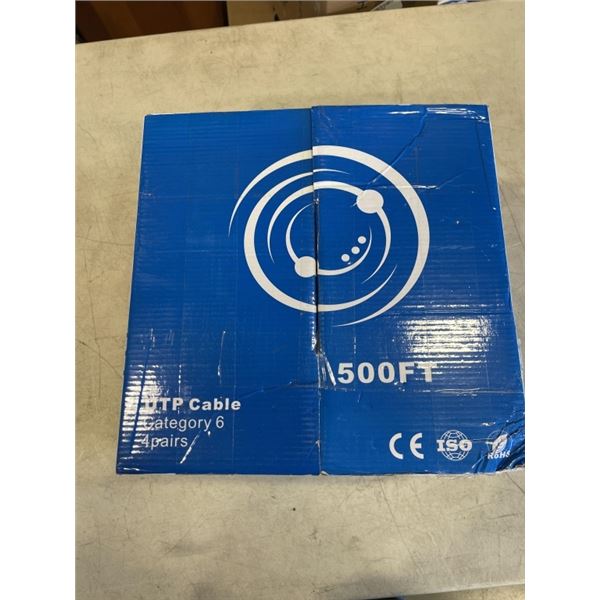 500FT
UTP Cable
Category 6
4pairs
CE ISO RoHS